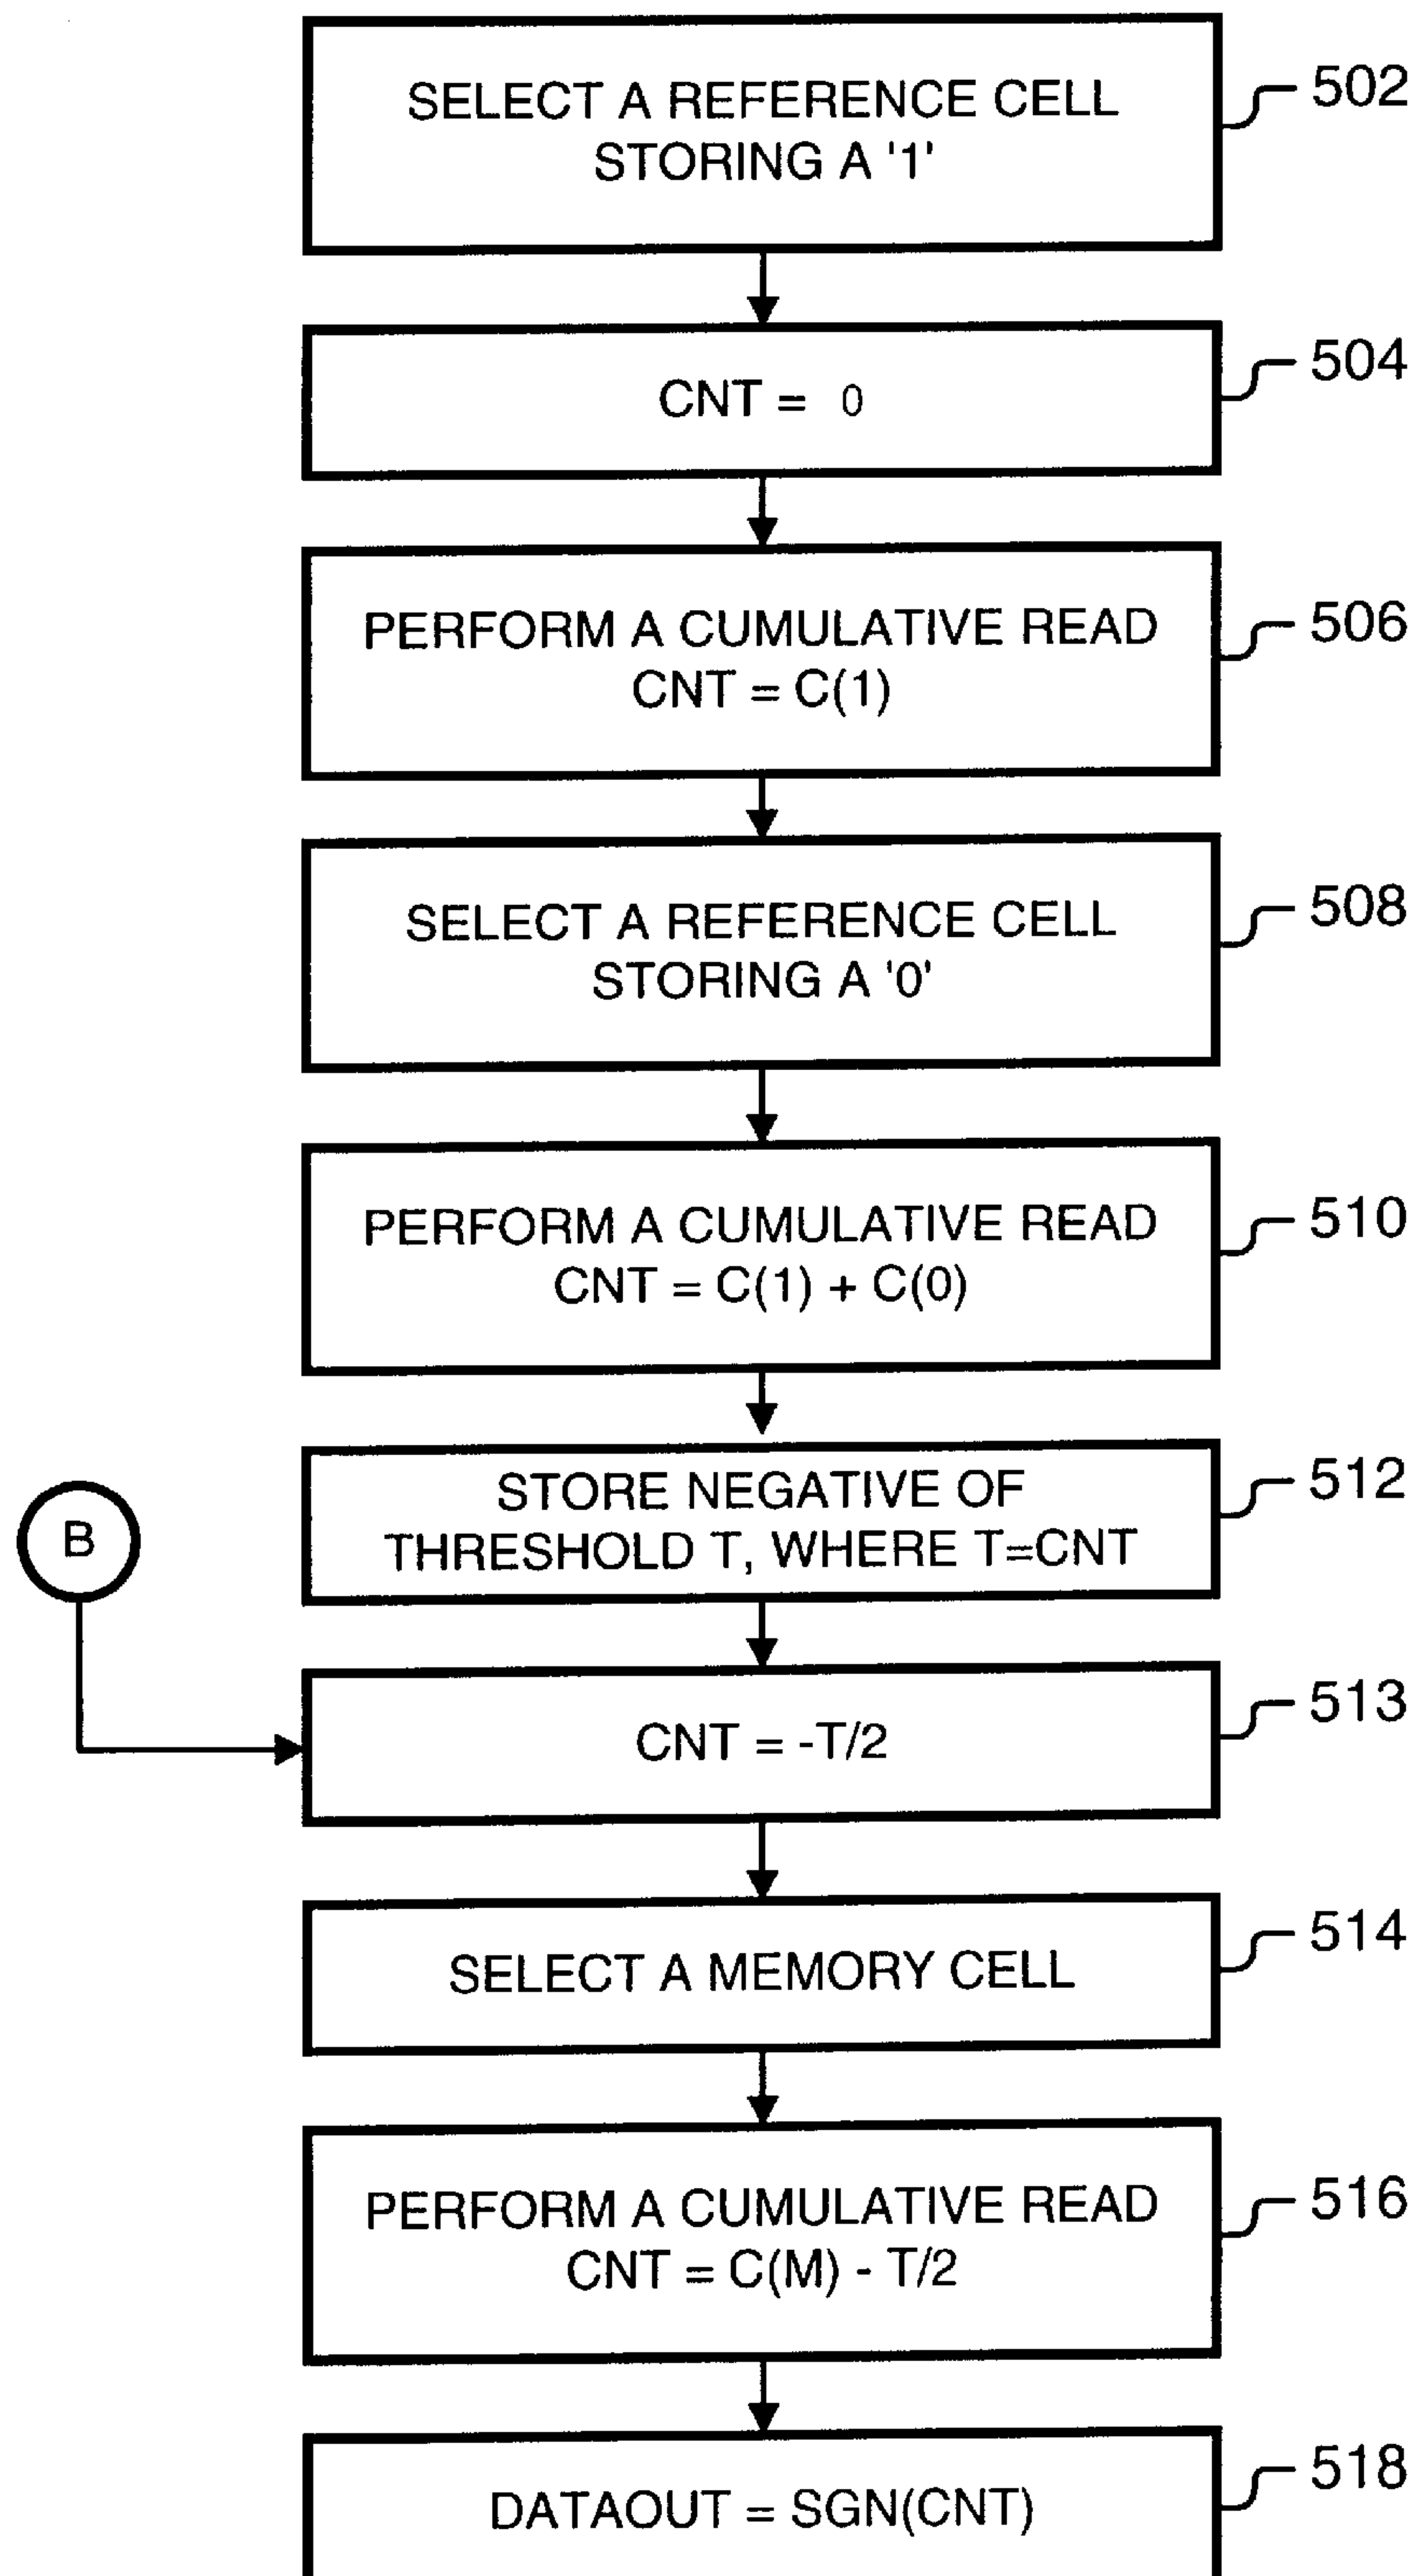 SELECT A REFERENCE CELL
STORING A '1'
502
CNT = 0
504
PERFORM A CUMULATIVE READ
CNT = C(1)
506
SELECT A REFERENCE CELL
STORING A '0'
508
PERFORM A CUMULATIVE READ
CNT = C(1) + C(0)
510
STORE NEGATIVE OF
THRESHOLD T, WHERE T=CNT
512
B
CNT = -T/2
513
SELECT A MEMORY CELL
514
PERFORM A CUMULATIVE READ
CNT = C(M) - T/2
516
DATAOUT = SGN(CNT)
518